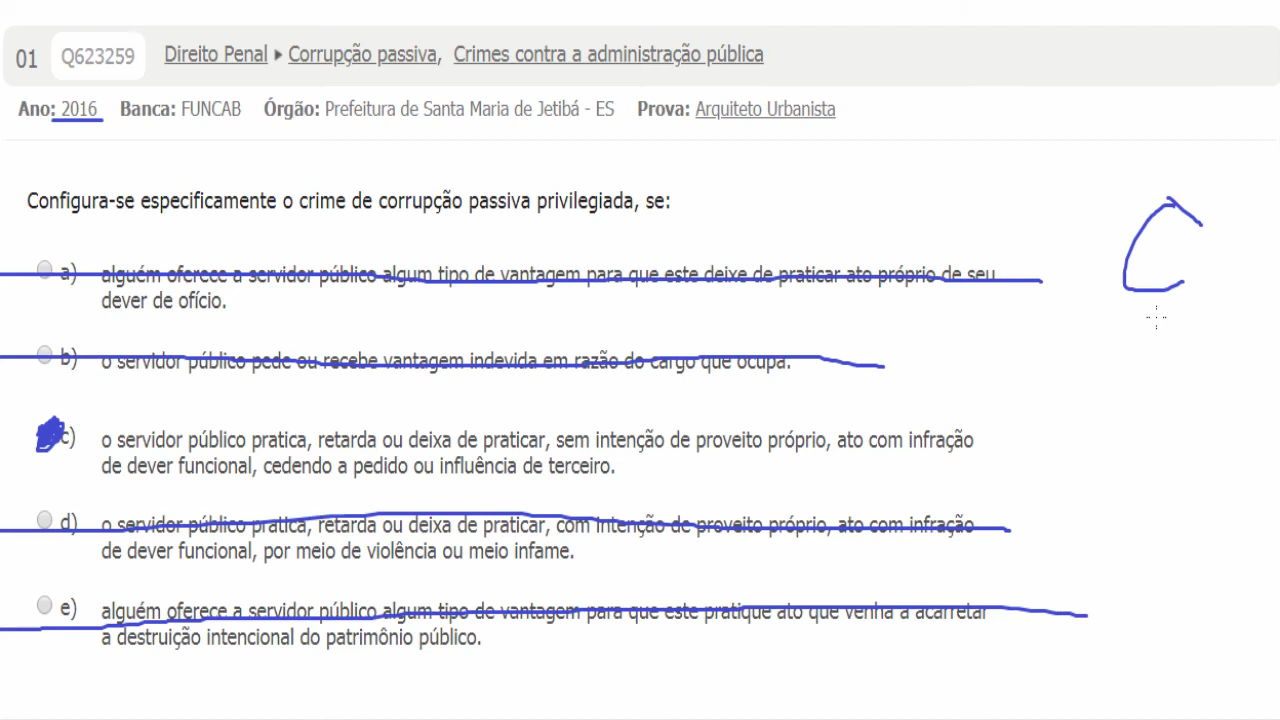 01 Q623259 Direito Penal ▸ Corrupção passiva, Crimes contra a administração pública
Ano: 2016 Banca: FUNCAB Órgão: Prefeitura de Santa Maria de Jetibá - ES Prova: Arquiteto Urbanista
Configura-se especificamente o crime de corrupção passiva privilegiada, se:
a) alguém oferece a servidor público algum tipo de vantagem para que este deixe de praticar ato próprio de seu
dever de ofício.
b) o servidor público pede ou recebe vantagem indevida em razão do cargo que ocupa.
c) o servidor público pratica, retarda ou deixa de praticar, sem intenção de proveito próprio, ato com infração
de dever funcional, cedendo a pedido ou influência de terceiro.
d) o servidor público pratica, retarda ou deixa de praticar, com intenção de proveito próprio, ato com infração
de dever funcional, por meio de violência ou meio infame.
e) alguém oferece a servidor público algum tipo de vantagem para que este pratique ato que venha a acarretar
a destruição intencional do patrimônio público.
C